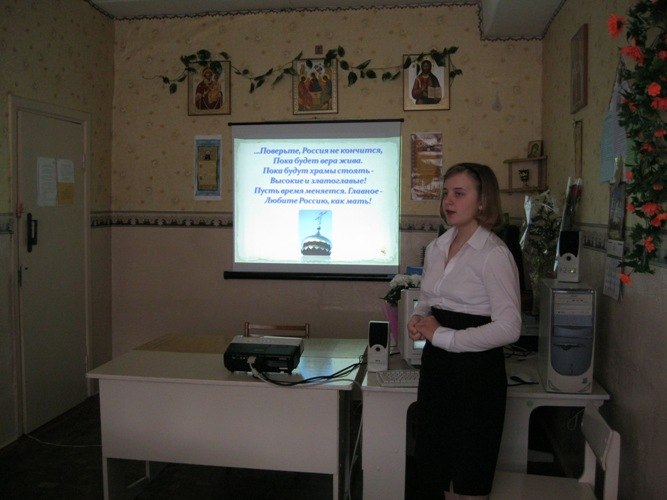 ...Поверьте, Россия не кончится,
Пока будет вера жива.
Пока будут храмы стоять -
Высокие и златоглавые!
Пусть время меняется. Главное -
Любите Россию, как мать!